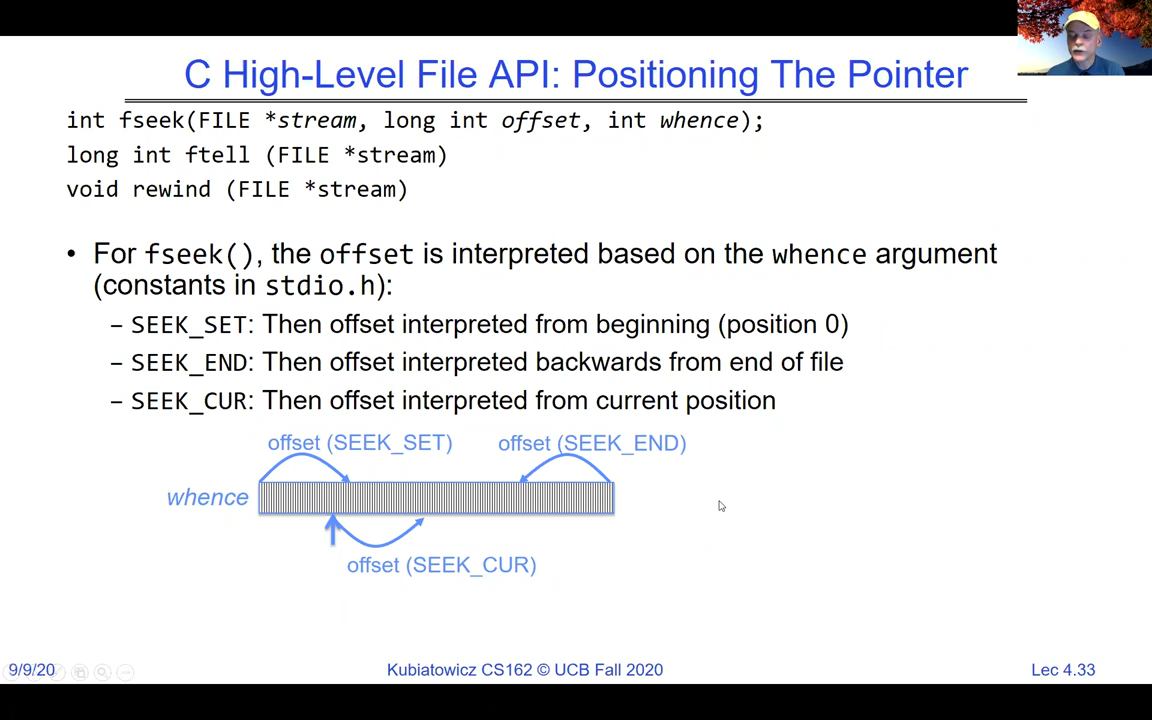 C High-Level File API: Positioning The Pointer
int fseek(FILE *stream, long int offset, int whence);
long int ftell (FILE *stream)
void rewind (FILE *stream)
• For fseek(), the offset is interpreted based on the whence argument
(constants in stdio.h):
– SEEK_SET: Then offset interpreted from beginning (position 0)
– SEEK_END: Then offset interpreted backwards from end of file
– SEEK_CUR: Then offset interpreted from current position
offset (SEEK_SET) offset (SEEK_END)
whence
offset (SEEK_CUR)
9/9/20 Kubiatowicz CS162 © UCB Fall 2020 Lec 4.33